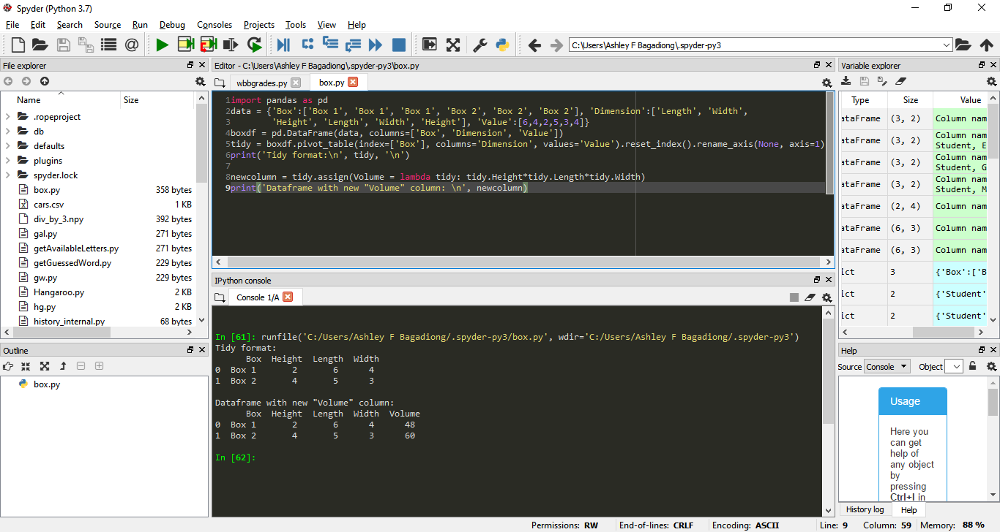 Spyder (Python 3.7)
File Edit Search Source Run Debug Consoles Projects Tools View Help
C:\Users\Ashley F Bagadiong\.spyder-py3
File explorer
Name Size
.ropeproject
db
defaults
plugins
spyder.lock
box.py 358 bytes
cars.csv 1 KB
div_by_3.npy 392 bytes
gal.py 271 bytes
getAvailableLetters.py 271 bytes
getGuessedWord.py 229 bytes
gw.py 229 bytes
Hangaroo.py 2 KB
hg.py 2 KB
history_internal.py 68 bytes
Outline
box.py
Editor - C:\Users\Ashley F Bagadiong\.spyder-py3\box.py
wbbgrades.py box.py
1import pandas as pd
2data = {'Box':['Box 1', 'Box 1', 'Box 1', 'Box 2', 'Box 2', 'Box 2'], 'Dimension':['Length', 'Width',
3 'Height', 'Length', 'Width', 'Height'], 'Value':[6,4,2,5,3,4]}
4boxdf = pd.DataFrame(data, columns=['Box', 'Dimension', 'Value'])
5tidy = boxdf.pivot_table(index=['Box'], columns='Dimension', values='Value').reset_index().rename_axis(None, axis=1)
6print('Tidy format:\n', tidy, '\n')
7
8newcolumn = tidy.assign(Volume = lambda tidy: tidy.Height*tidy.Length*tidy.Width)
9print('Dataframe with new "Volume" column: \n', newcolumn)
IPython console
Console 1/A
In [61]: runfile('C:/Users/Ashley F Bagadiong/.spyder-py3/box.py', wdir='C:/Users/Ashley F Bagadiong/.spyder-py3')
Tidy format:
Box Height Length Width
0 Box 1 2 6 4
1 Box 2 4 5 3
Dataframe with new "Volume" column:
Box Height Length Width Volume
0 Box 1 2 6 4 48
1 Box 2 4 5 3 60
In [62]:
Variable explorer
Type Size Value
ataFrame (3, 2) Column nam
ataFrame (3, 2) Column nam
Student, E
ataFrame (3, 2) Column nam
Student, G
ataFrame (3, 2) Column nam
Student, M
ataFrame (2, 4) Column nam
ataFrame (6, 3) Column nam
ataFrame (6, 3) Column nam
ict 3 {'Box':['B
ict 2 {'Student'
ict 2 {'Student'
Help
Source Console Object
Usage
Here you
can get
help of
any object
by
pressing
Ctrl+I in
History log Help
Permissions: RW End-of-lines: CRLF Encoding: ASCII Line: 9 Column: 59 Memory: 88 %